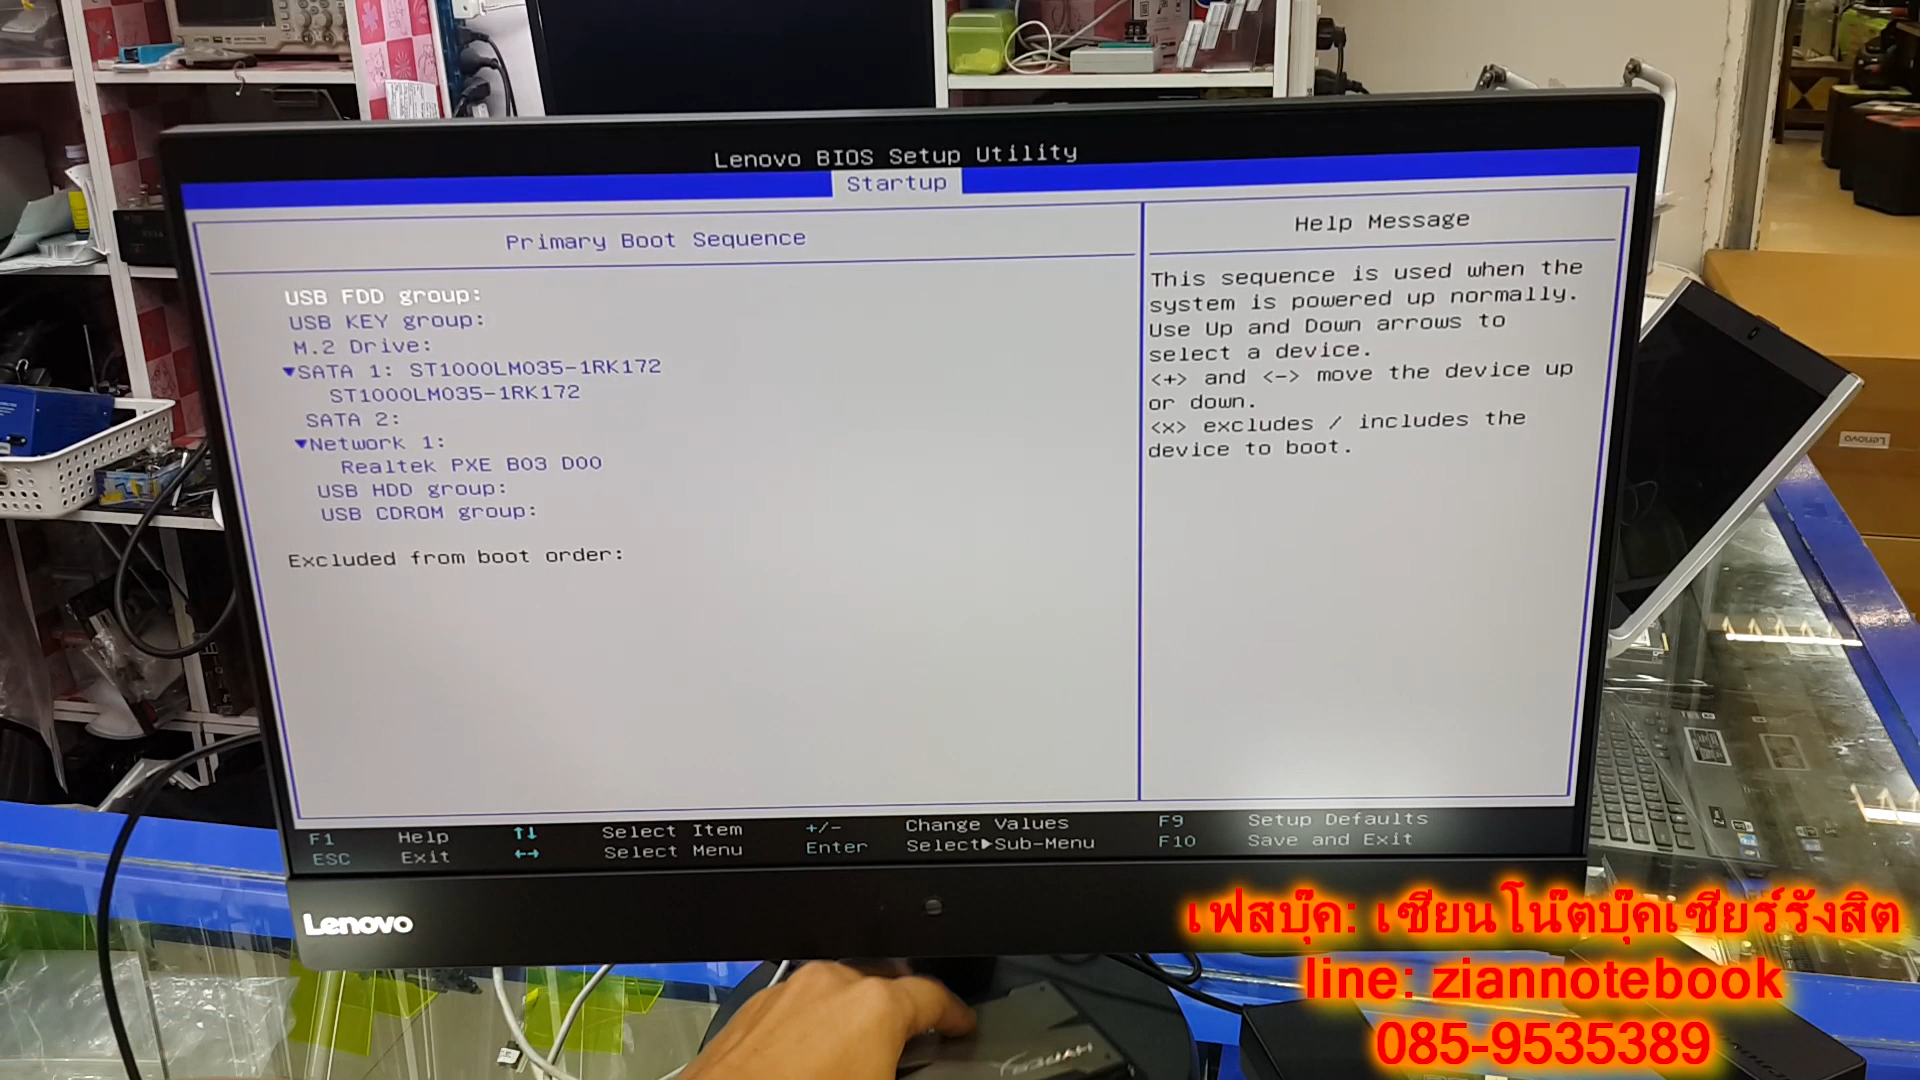 Lenovo BIOS Setup Utility
Startup
Primary Boot Sequence
USB FDD group:
USB KEY group:
M.2 Drive:
▼SATA 1: ST1000LM035-1RK172
ST1000LM035-1RK172
SATA 2:
▼Network 1:
Realtek PXE B03 D00
USB HDD group:
USB CDROM group:
Excluded from boot order:
Help Message
This sequence is used when the
system is powered up normally.
Use Up and Down arrows to
select a device.
<+> and <-> move the device up
or down.
<x> excludes / includes the
device to boot.
F1 Help ↑↓ Select Item +/- Change Values F9 Setup Defaults
ESC Exit ←→ Select Menu Enter Select▶Sub-Menu F10 Save and Exit
Lenovo
Lenovo
HYPER
เฟสบุ๊ค: เซียนโน๊ตบุ๊คเซียร์รังสิต
line: ziannotebook
085-9535389